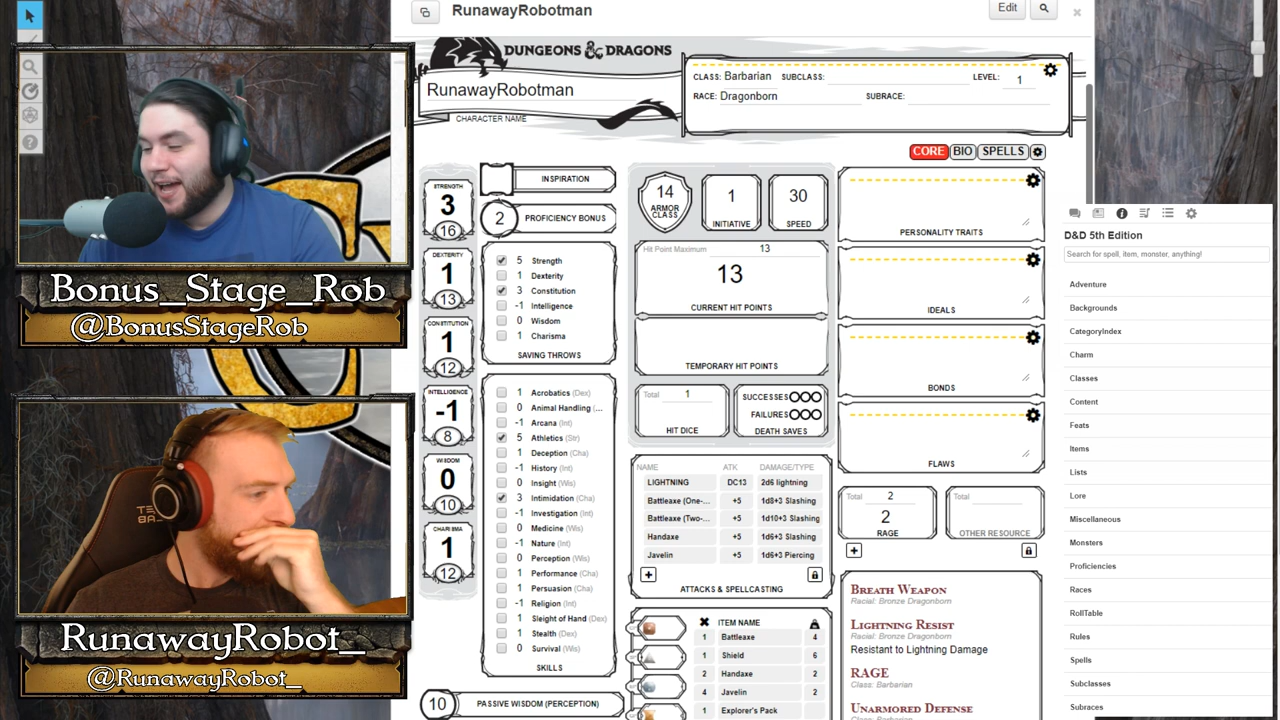 RunawayRobotman
Edit
DUNGEONS & DRAGONS
RunawayRobotman
CHARACTER NAME
CLASS: Barbarian SUBCLASS: LEVEL: 1
RACE: Dragonborn SUBRACE:
CORE BIO SPELLS
STRENGTH
3
16
DEXTERITY
1
13
CONSTITUTION
1
12
INTELLIGENCE
-1
8
WISDOM
0
10
CHARISMA
1
12
INSPIRATION
2 PROFICIENCY BONUS
5 Strength
1 Dexterity
3 Constitution
-1 Intelligence
0 Wisdom
1 Charisma
SAVING THROWS
1 Acrobatics (Dex)
0 Animal Handling (...
-1 Arcana (Int)
5 Athletics (Str)
1 Deception (Cha)
-1 History (Int)
0 Insight (Wis)
3 Intimidation (Cha)
-1 Investigation (Int)
0 Medicine (Wis)
-1 Nature (Int)
0 Perception (Wis)
1 Performance (Cha)
1 Persuasion (Cha)
-1 Religion (Int)
1 Sleight of Hand (Dex)
1 Stealth (Dex)
0 Survival (Wis)
SKILLS
10 PASSIVE WISDOM (PERCEPTION)
14
ARMOR
CLASS
1
INITIATIVE
30
SPEED
Hit Point Maximum 13
13
CURRENT HIT POINTS
TEMPORARY HIT POINTS
Total 1
HIT DICE
SUCCESSES
FAILURES
DEATH SAVES
NAME ATK DAMAGE/TYPE
LIGHTNING DC13 2d6 lightning
Battleaxe (One-... +5 1d8+3 Slashing
Battleaxe (Two-... +5 1d10+3 Slashing
Handaxe +5 1d6+3 Slashing
Javelin +5 1d6+3 Piercing
ATTACKS & SPELLCASTING
ITEM NAME
1 Battleaxe 4
1 Shield 6
2 Handaxe 2
4 Javelin 2
1 Explorer's Pack
PERSONALITY TRAITS
IDEALS
BONDS
FLAWS
Total 2
2
RAGE
Total
OTHER RESOURCE
BREATH WEAPON
Racial: Bronze Dragonborn
LIGHTNING RESIST
Racial: Bronze Dragonborn
Resistant to Lightning Damage
RAGE
Class: Barbarian
UNARMORED DEFENSE
Class: Barbarian
D&D 5th Edition
Search for spell, item, monster, anything!
Adventure
Backgrounds
CategoryIndex
Charm
Classes
Content
Feats
Items
Lists
Lore
Miscellaneous
Monsters
Proficiencies
Races
RollTable
Rules
Spells
Subclasses
Subraces
Bonus_Stage_Rob
@BonusStageRob
RunawayRobot_
@RunawayRobot_